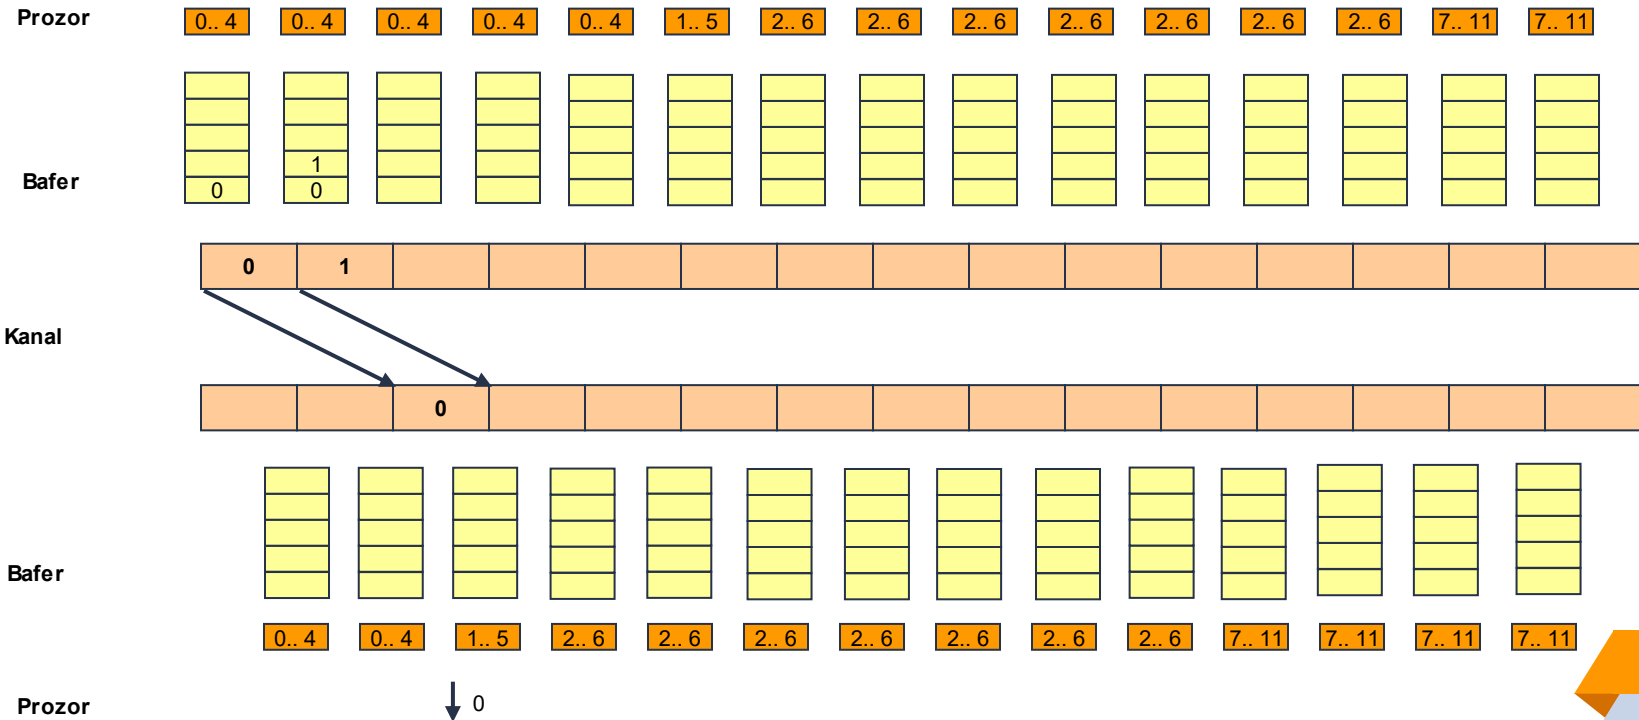 Prozor 0.. 4 0.. 4 0.. 4 0.. 4 0.. 4 1.. 5 2.. 6 2.. 6 2.. 6 2.. 6 2.. 6 2.. 6 2.. 6 7.. 11 7.. 11
1
Bafer 0 0
0 1
Kanal
0
Bafer
0.. 4 0.. 4 1.. 5 2.. 6 2.. 6 2.. 6 2.. 6 2.. 6 2.. 6 2.. 6 7.. 11 7.. 11 7.. 11 7.. 11
Prozor 0